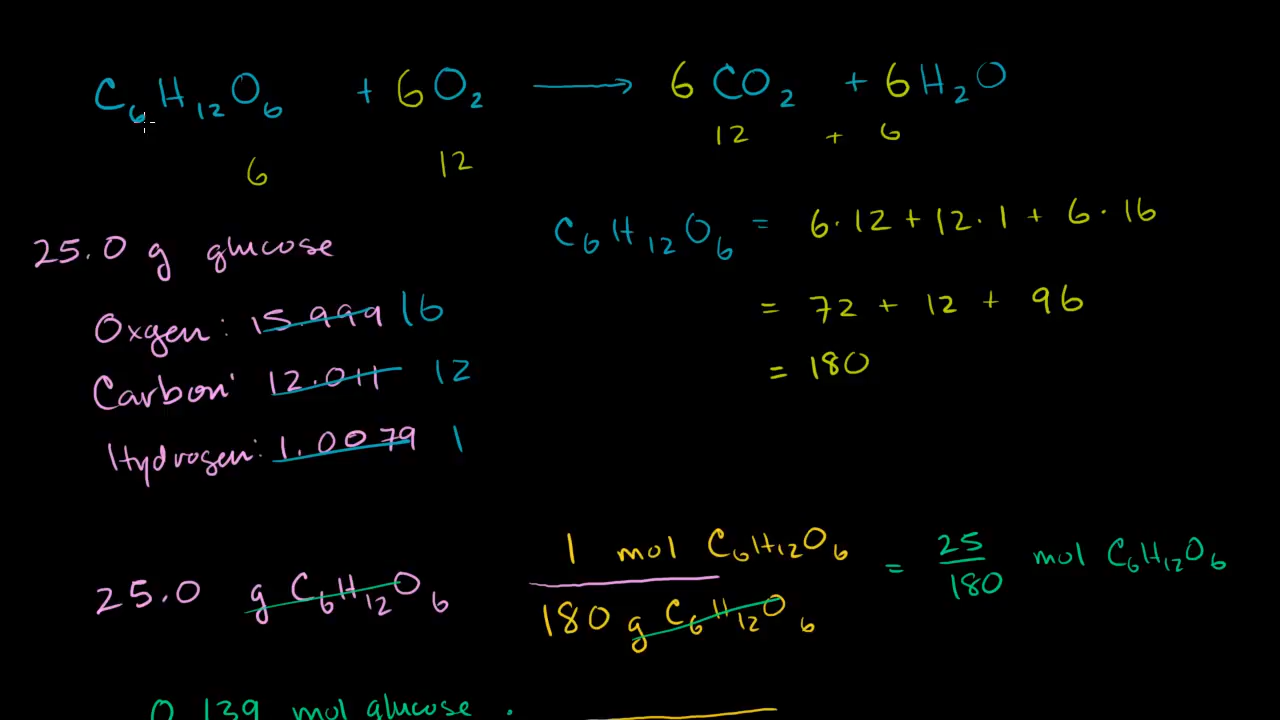 C₆H₁₂O₆ + 6O₂ → 6CO₂ + 6H₂O
12 + 6
6 12
C₆H₁₂O₆ = 6·12 + 12·1 + 6·16
25.0 g glucose
= 72 + 12 + 96
Oxgen: 15.999 16
= 180
Carbon: 12.011 12
Hydrogen: 1.0079 1
25.0 g C₆H₁₂O₆ 1 mol C₆H₁₂O₆ / 180 g C₆H₁₂O₆ = 25/180 mol C₆H₁₂O₆
0.139 mol glucose ·